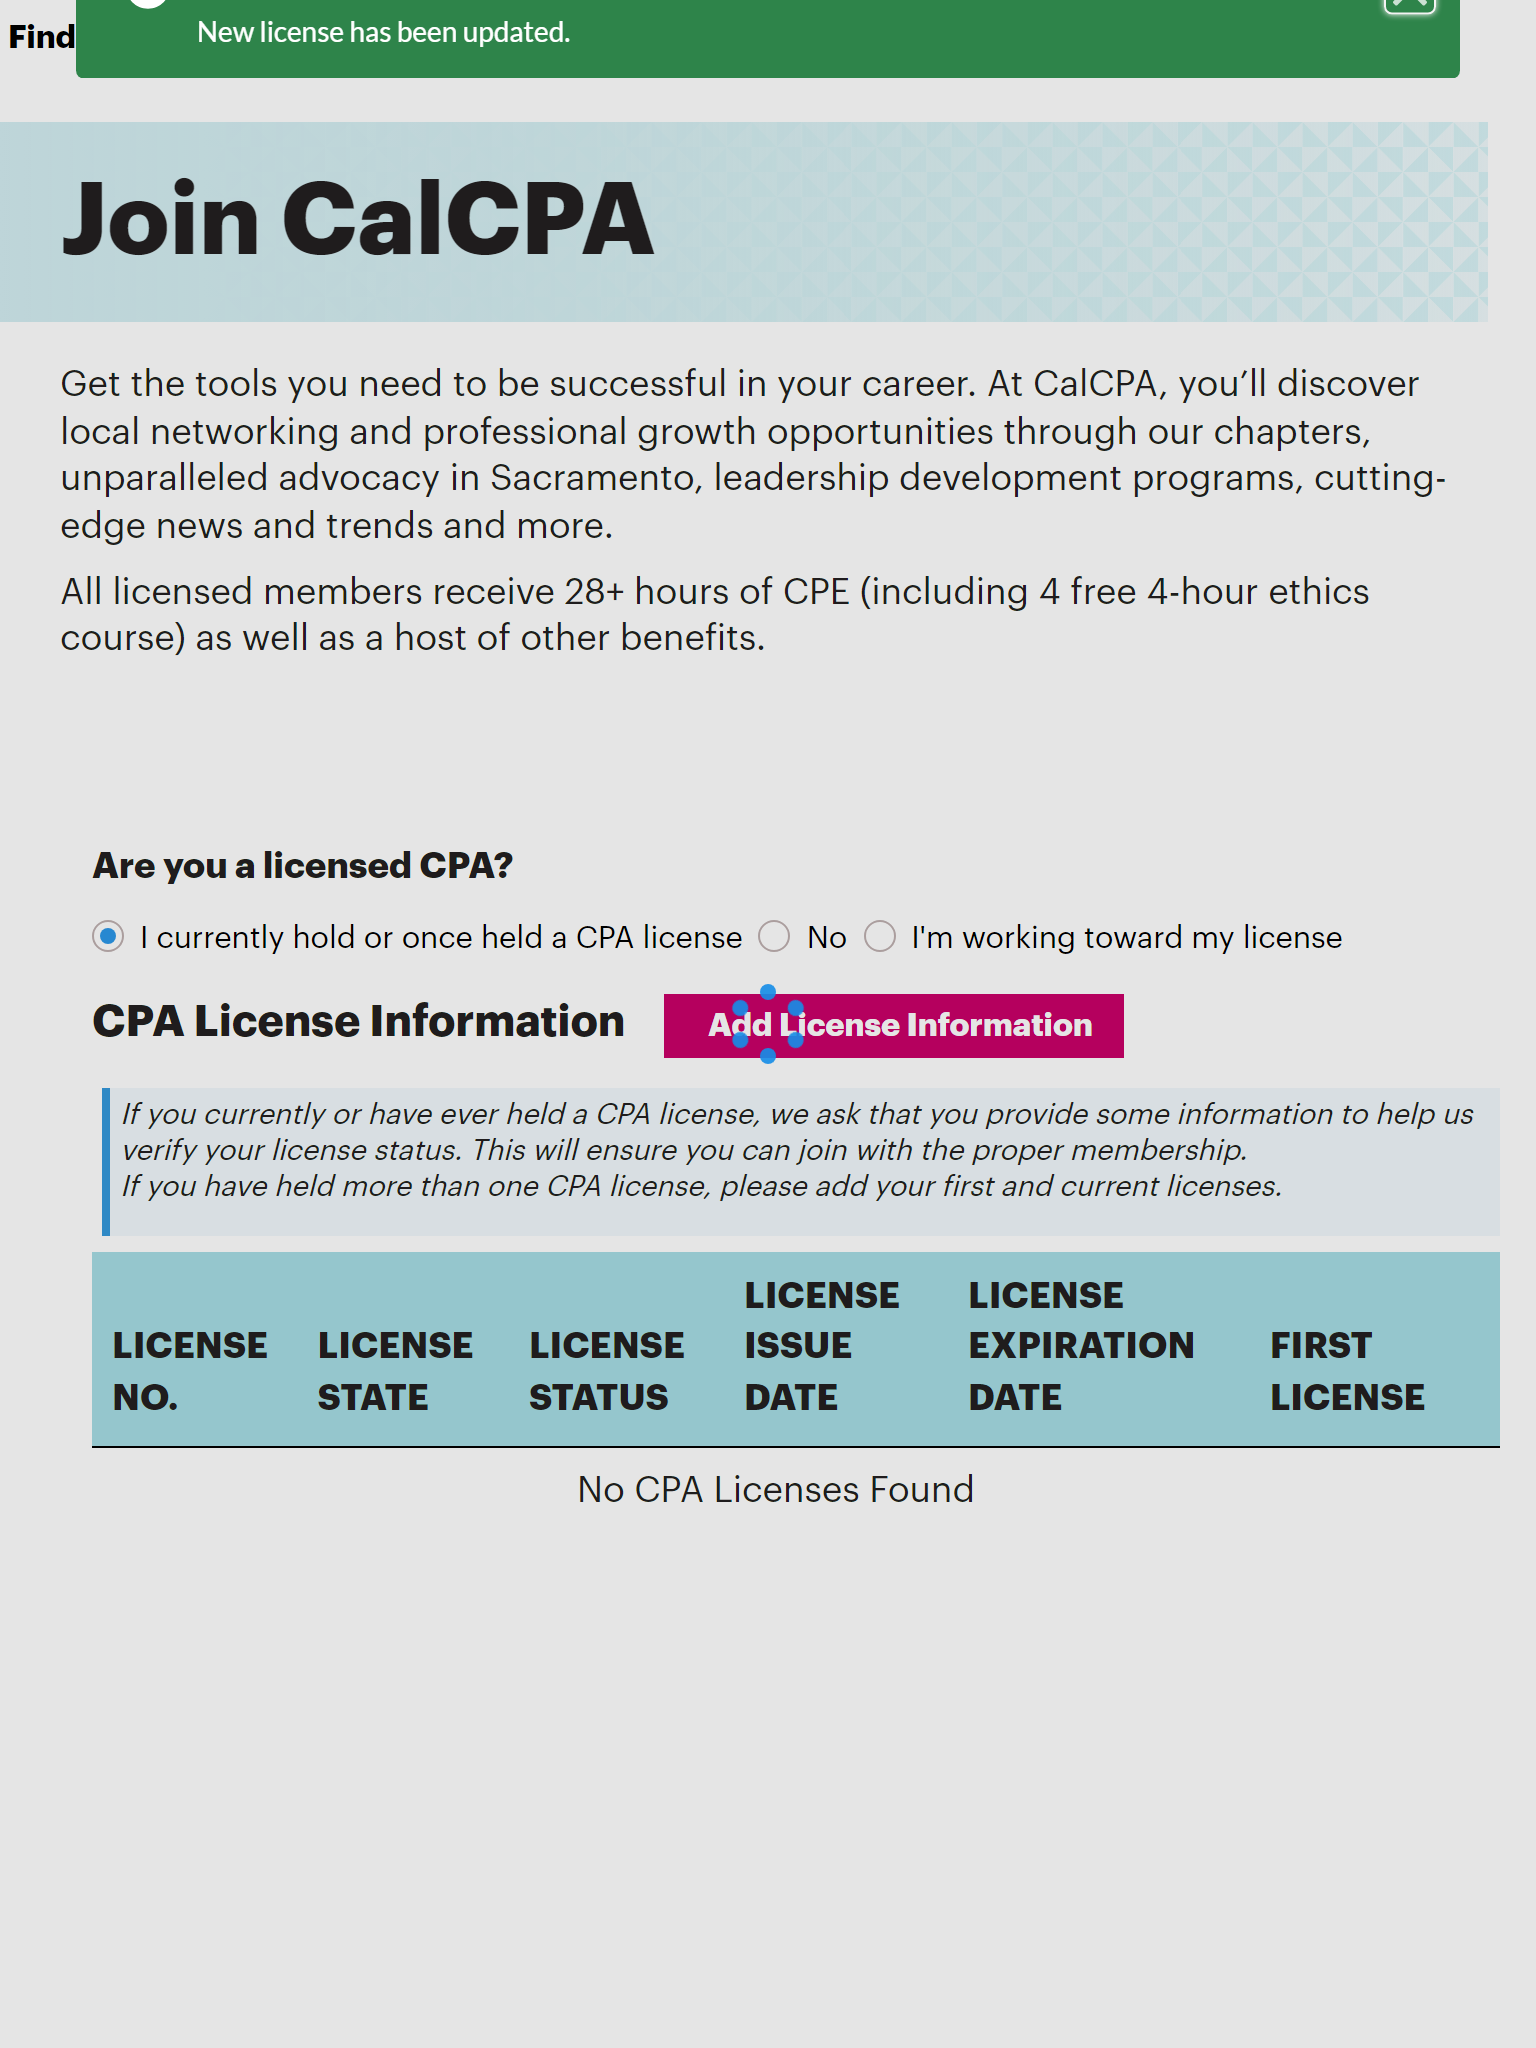 New license has been updated.
Find
Join CalCPA
Get the tools you need to be successful in your career. At CalCPA, you’ll discover
local networking and professional growth opportunities through our chapters,
unparalleled advocacy in Sacramento, leadership development programs, cutting-
edge news and trends and more.
All licensed members receive 28+ hours of CPE (including 4 free 4-hour ethics
course) as well as a host of other benefits.
Are you a licensed CPA?
I currently hold or once held a CPA license No I'm working toward my license
CPA License Information Add License Information
If you currently or have ever held a CPA license, we ask that you provide some information to help us
verify your license status. This will ensure you can join with the proper membership.
If you have held more than one CPA license, please add your first and current licenses.
LICENSE NO. LICENSE STATE LICENSE STATUS LICENSE ISSUE DATE LICENSE EXPIRATION DATE FIRST LICENSE
No CPA Licenses Found